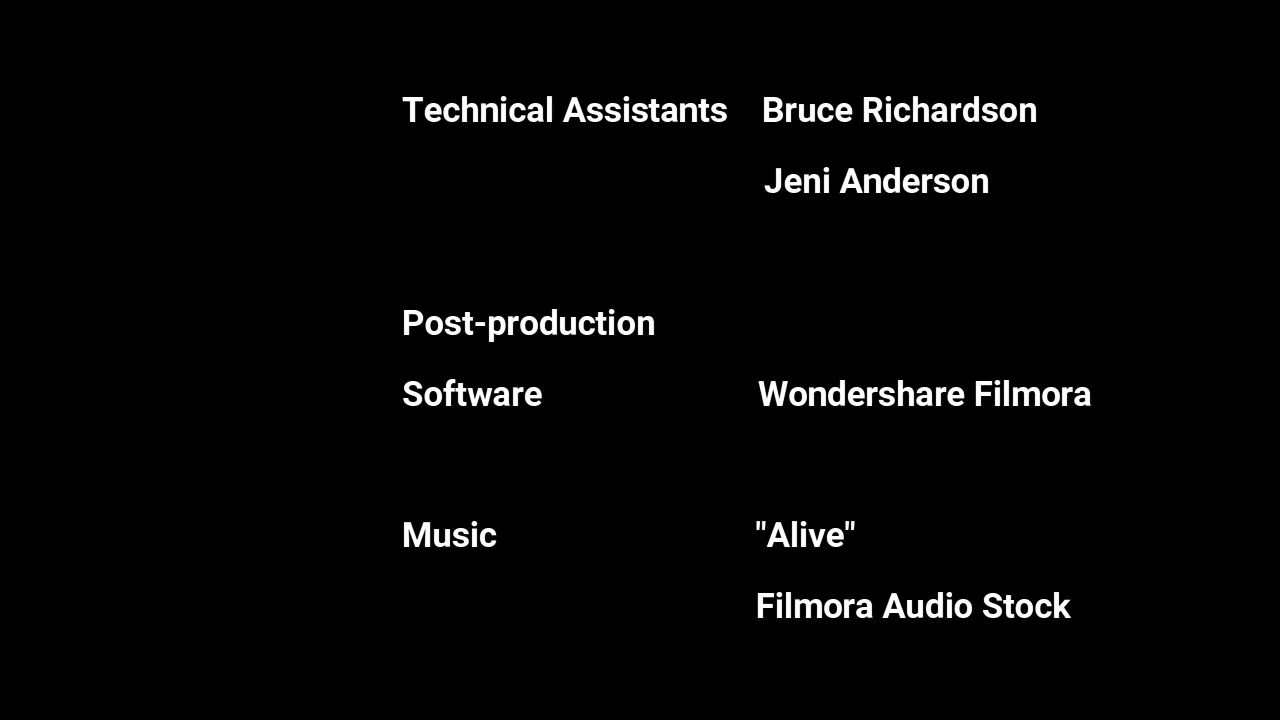 Technical Assistants Bruce Richardson
Jeni Anderson
Post-production
Software Wondershare Filmora
Music "Alive"
Filmora Audio Stock